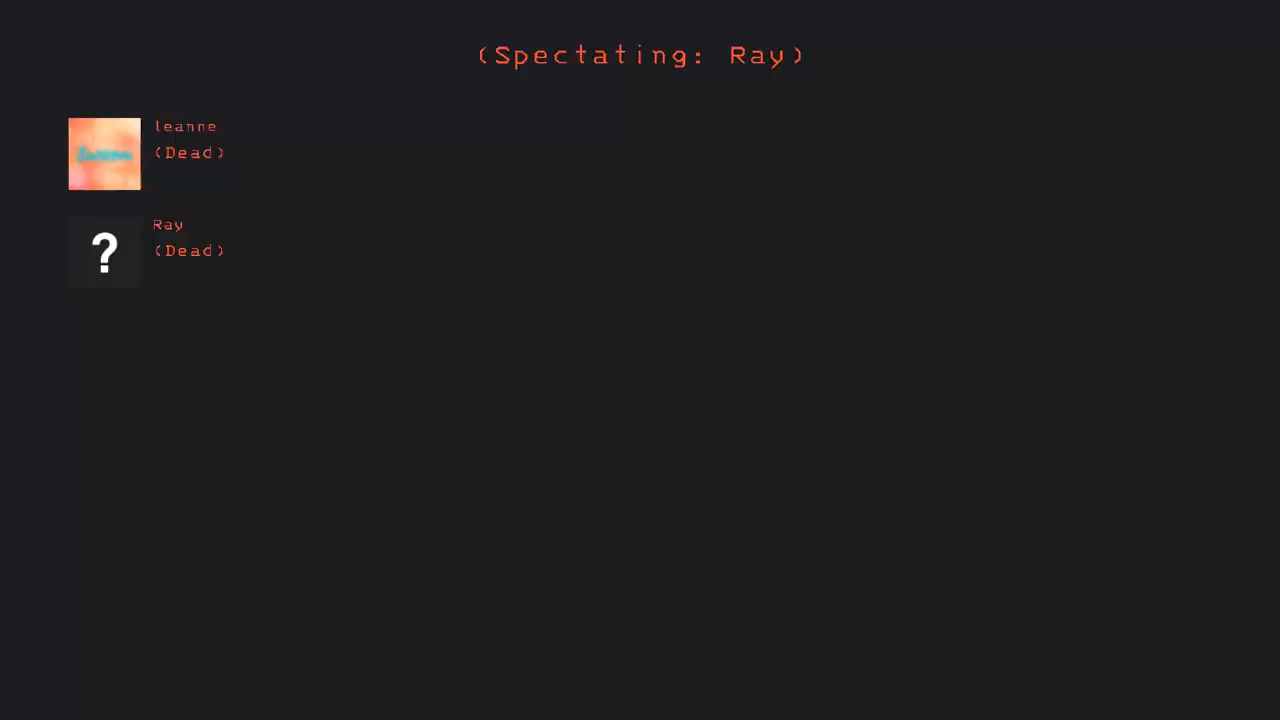 (Spectating: Ray)
leanne
(Dead)
Ray
(Dead)
?